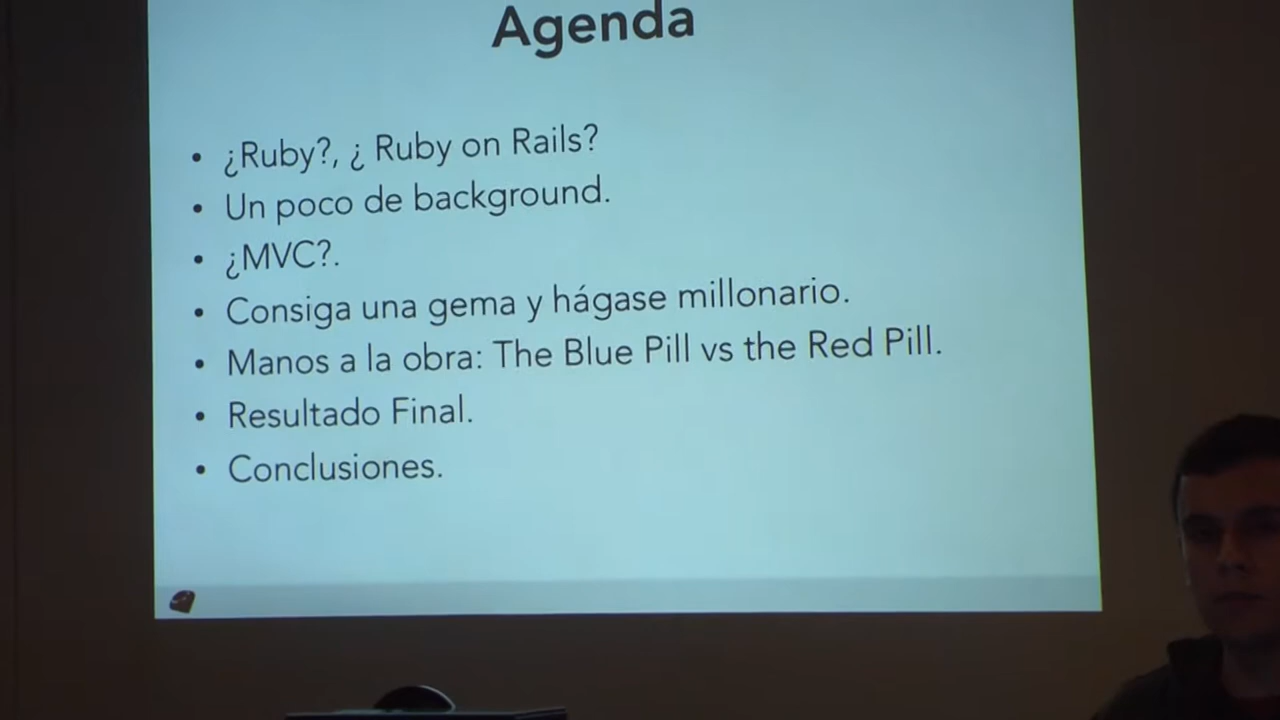 Agenda
• ¿Ruby?, ¿ Ruby on Rails?
• Un poco de background.
• ¿MVC?.
• Consiga una gema y hágase millonario.
• Manos a la obra: The Blue Pill vs the Red Pill.
• Resultado Final.
• Conclusiones.